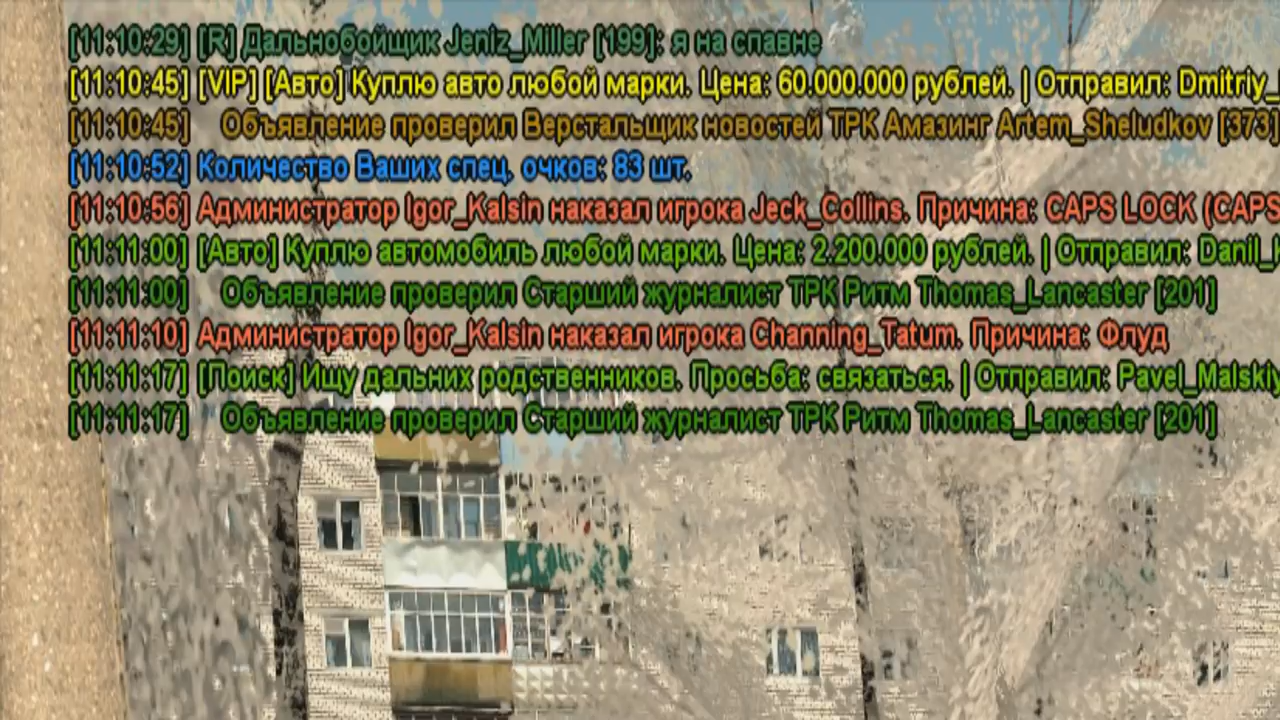 [11:10:29] [R] Дальнобойщик Jeniz_Miller [199]: я на спавне
[11:10:45] [VIP] [Авто] Куплю авто любой марки. Цена: 60.000.000 рублей. | Отправил: Dmitriy_
[11:10:45] Объявление проверил Верстальщик новостей ТРК Амазинг Artem_Sheludkov [373]
[11:10:52] Количество Ваших спец. очков: 83 шт.
[11:10:56] Администратор Igor_Kalsin наказал игрока Jeck_Collins. Причина: CAPS LOCK (CAPS
[11:11:00] [Авто] Куплю автомобиль любой марки. Цена: 2.200.000 рублей. | Отправил: Danil_
[11:11:00] Объявление проверил Старший журналист ТРК Ритм Thomas_Lancaster [201]
[11:11:10] Администратор Igor_Kalsin наказал игрока Channing_Tatum. Причина: Флуд
[11:11:17] [Поиск] Ищу дальних родственников. Просьба: связаться. | Отправил: Pavel_Malskiy
[11:11:17] Объявление проверил Старший журналист ТРК Ритм Thomas_Lancaster [201]